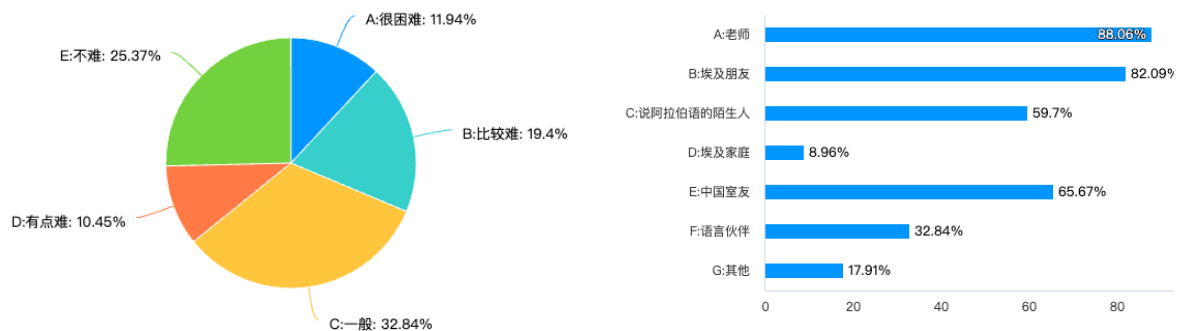 A:很困难: 11.94%
B:比较难: 19.4%
C:一般: 32.84%
D:有点难: 10.45%
E:不难: 25.37%
A:老师 88.06%
B:埃及朋友 82.09%
C:说阿拉伯语的陌生人 59.7%
D:埃及家庭 8.96%
E:中国室友 65.67%
F:语言伙伴 32.84%
G:其他 17.91%
0 20 40 60 80